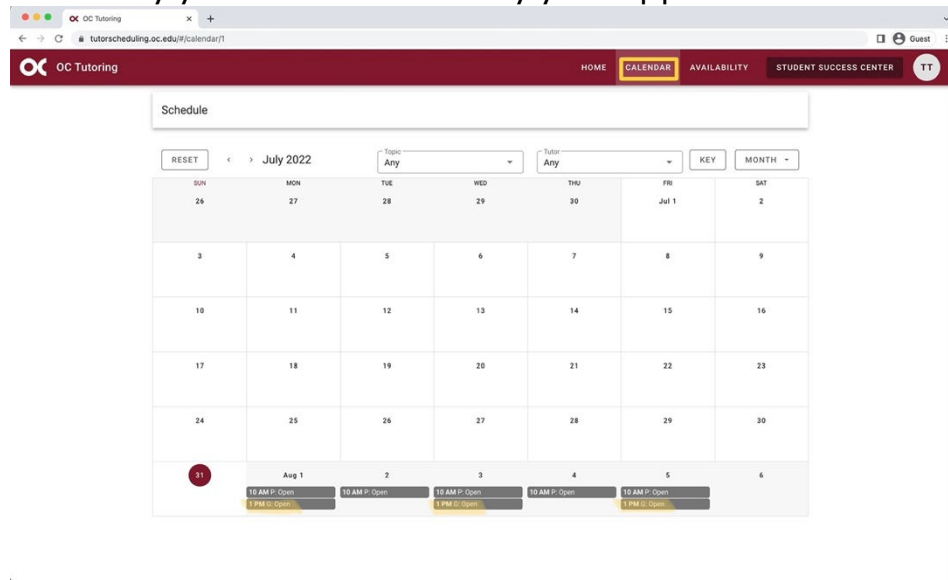 OC Tutoring
tutorscheduling.oc.edu/#/calendar/1
Guest
OC Tutoring
HOME CALENDAR AVAILABILITY STUDENT SUCCESS CENTER TT
Schedule
RESET July 2022 Topic Any Tutor Any KEY MONTH
SUN MON TUE WED THU FRI SAT
26 27 28 29 30 Jul 1 2
3 4 5 6 7 8 9
10 11 12 13 14 15 16
17 18 19 20 21 22 23
24 25 26 27 28 29 30
31 Aug 1 2 3 4 5 6
10 AM P: Open 10 AM P: Open 10 AM P: Open 10 AM P: Open 10 AM P: Open
1 PM G: Open 1 PM G: Open 1 PM G: Open